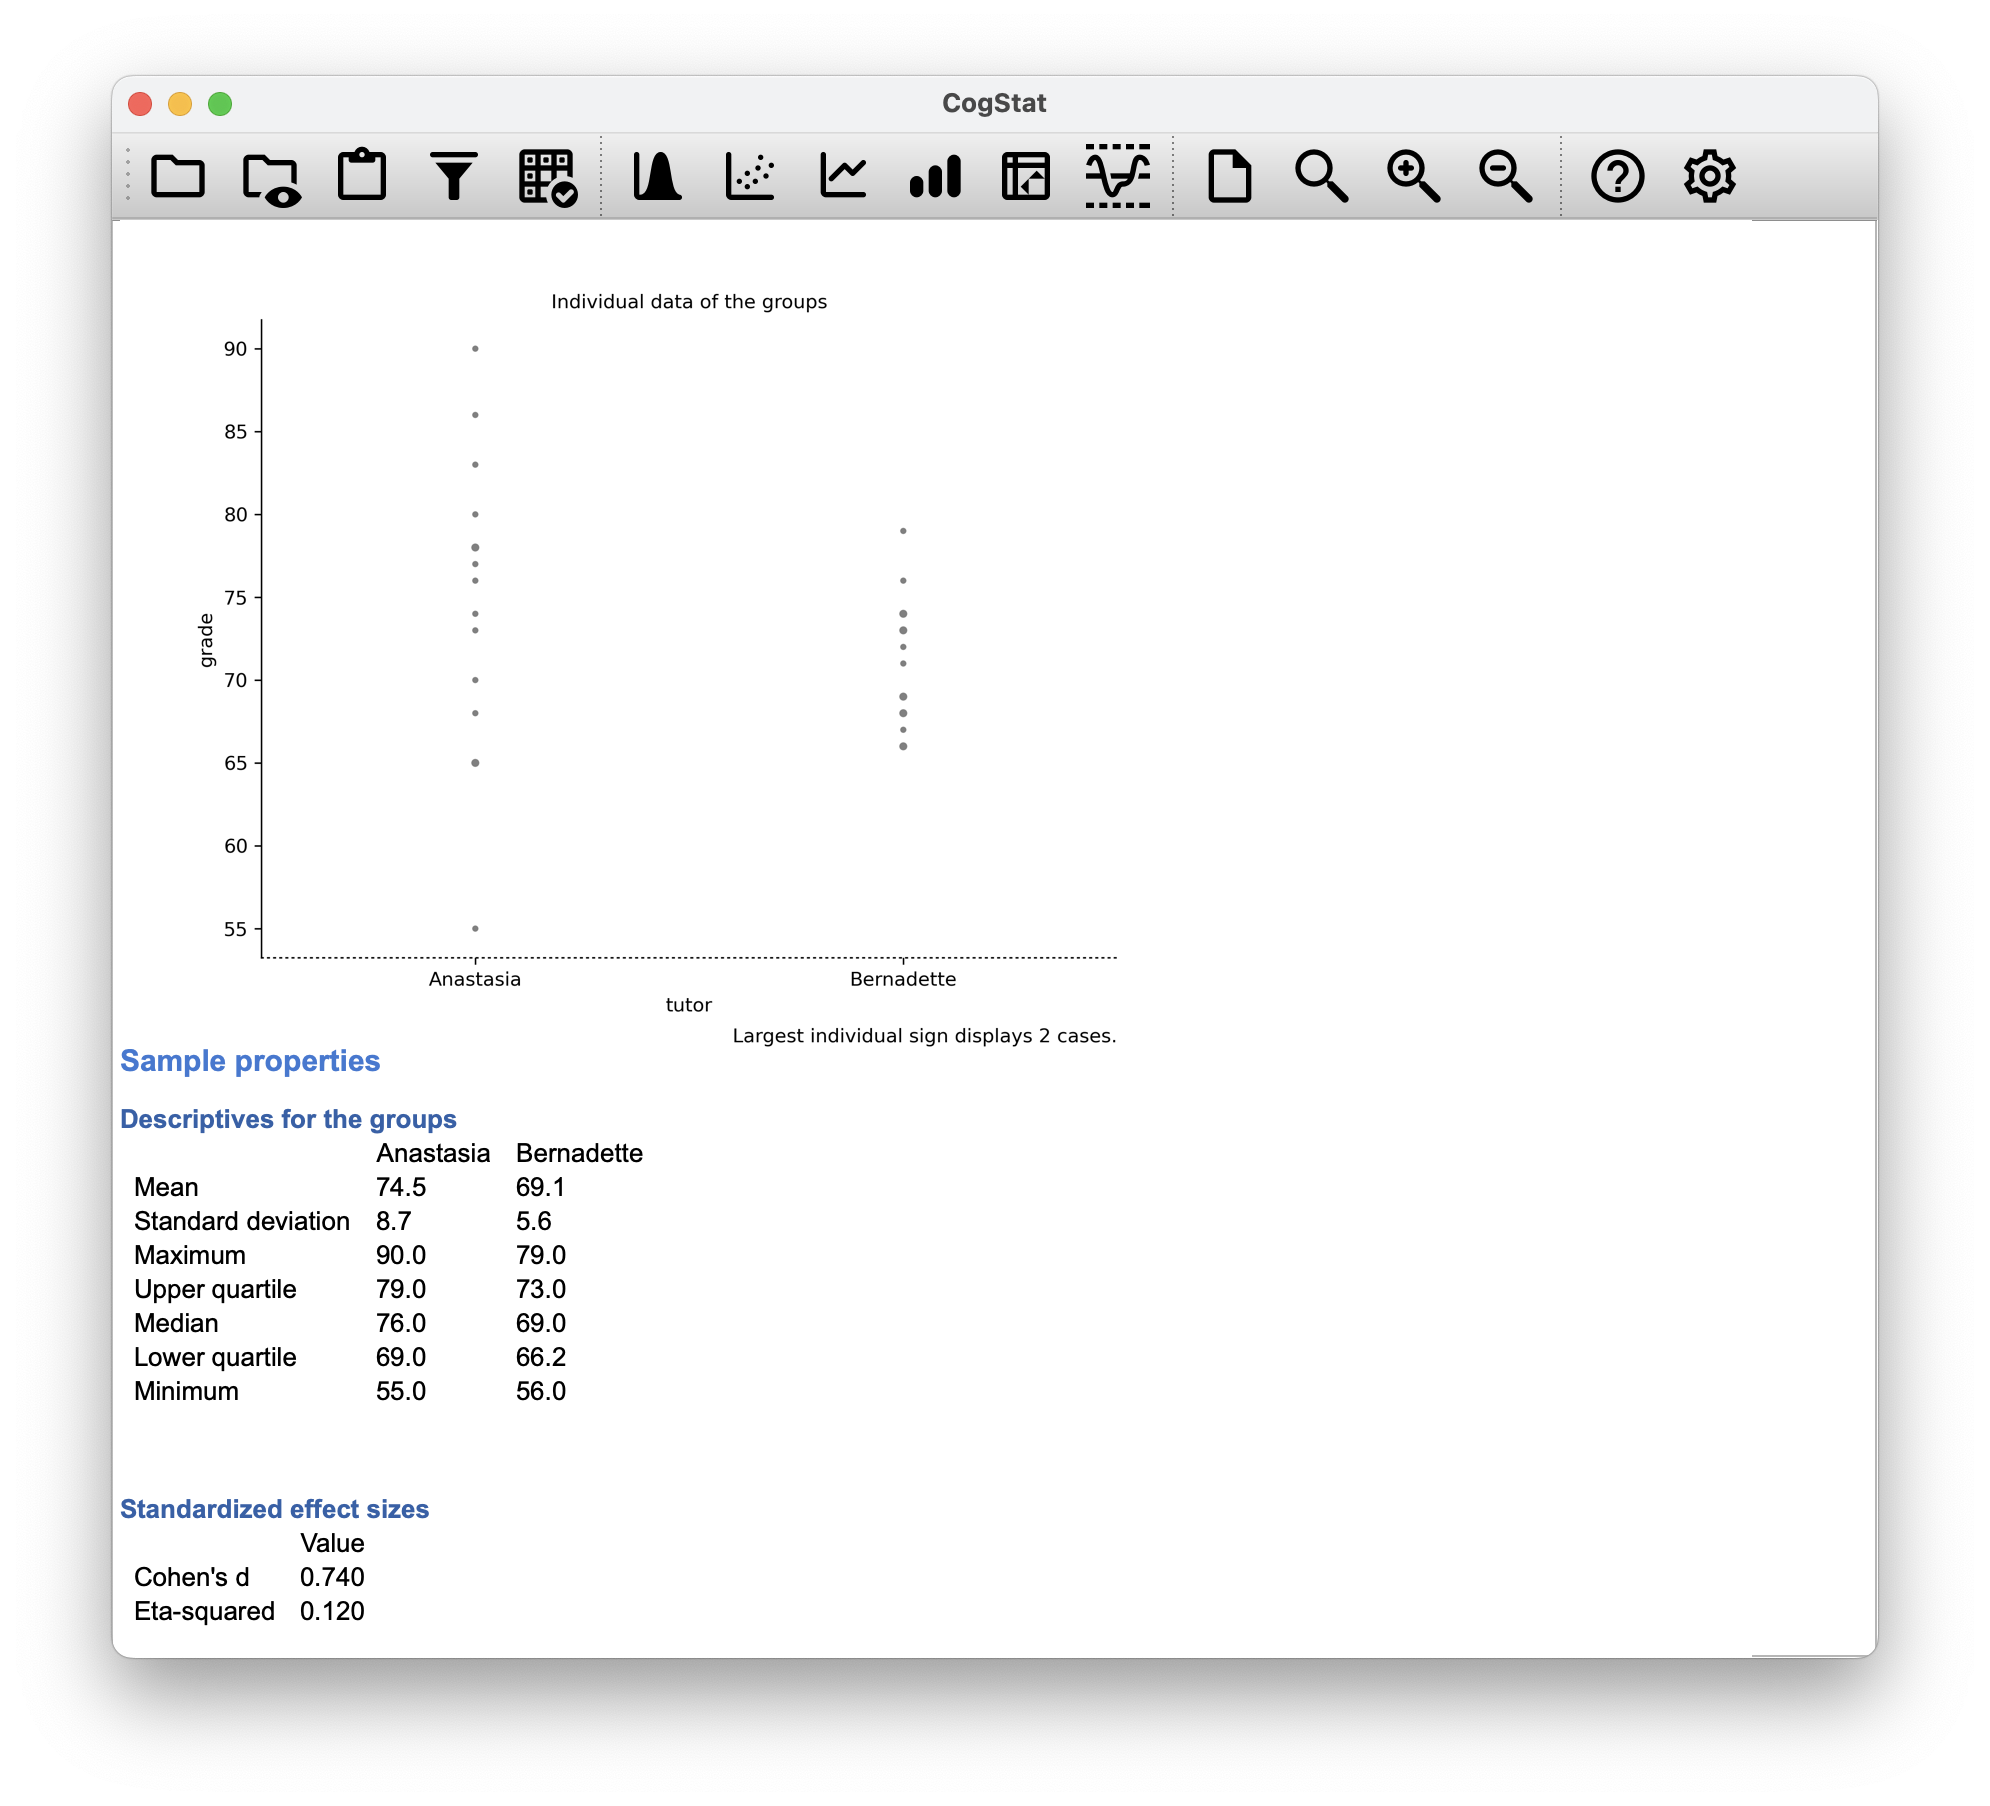 CogStat
Individual data of the groups
90
85
80
75
70
65
60
55
grade
Anastasia Bernadette
tutor
Largest individual sign displays 2 cases.
Sample properties
Descriptives for the groups
Anastasia Bernadette
Mean 74.5 69.1
Standard deviation 8.7 5.6
Maximum 90.0 79.0
Upper quartile 79.0 73.0
Median 76.0 69.0
Lower quartile 69.0 66.2
Minimum 55.0 56.0
Standardized effect sizes
Value
Cohen's d 0.740
Eta-squared 0.120